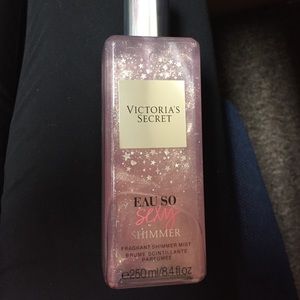 VICTORIA'S
SECRET
EAU SO
sexy
SHIMMER
FRAGRANT SHIMMER MIST
BRUME SCINTILLANTE
PARFUMÉE
e 250 ml/8.4 fl oz